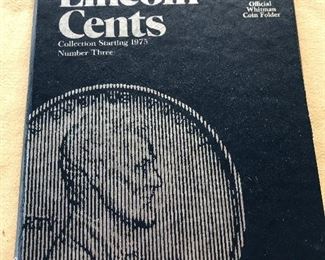 Lincoln
Cents
Collection Starting 1975
Number Three
Official
Whitman
Coin Folder